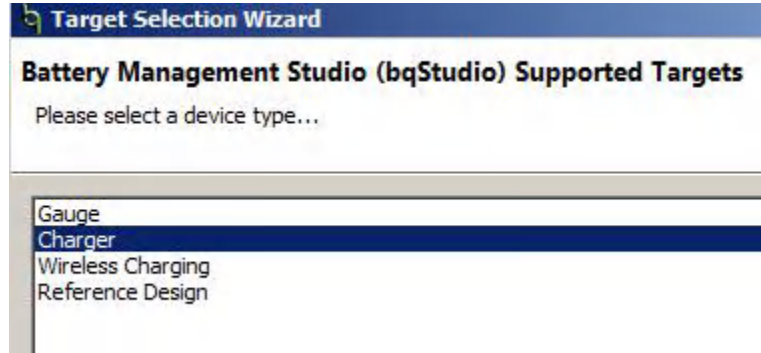 Target Selection Wizard
Battery Management Studio (bqStudio) Supported Targets
Please select a device type...
Gauge
Charger
Wireless Charging
Reference Design